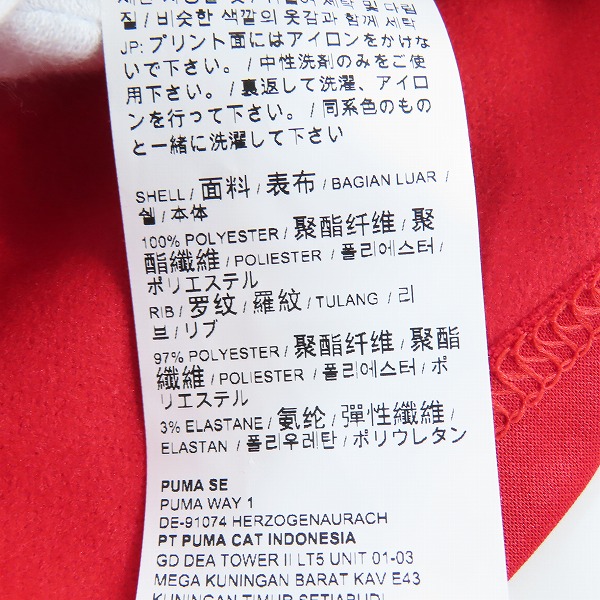 질 / 비슷한 색깔의 옷감과 함께 세탁
JP: プリント面にはアイロンをかけな
いで下さい。/ 中性洗剤のみをご使
用下さい。/ 裏返して洗濯、アイロ
ンを行って下さい。/ 同系色のもの
と一緒に洗濯して下さい
SHELL / 面料 / 表布 / BAGIAN LUAR /
쉘 / 本体
100% POLYESTER / 聚酯纤维 / 聚
酯纖維 / POLIESTER / 폴리에스터 /
ポリエステル
RIB / 罗纹 / 羅紋 / TULANG / 리
브 / リブ
97% POLYESTER / 聚酯纤维 / 聚酯
纖維 / POLIESTER / 폴리에스터 / ポ
リエステル
3% ELASTANE / 氨纶 / 彈性纖維 /
ELASTAN / 폴리우레탄 / ポリウレタン
PUMA SE
PUMA WAY 1
DE-91074 HERZOGENAURACH
PT PUMA CAT INDONESIA
GD DEA TOWER II LT5 UNIT 01-03
MEGA KUNINGAN BARAT KAV E43
KUNINGAN TIMUR SETIABUDI